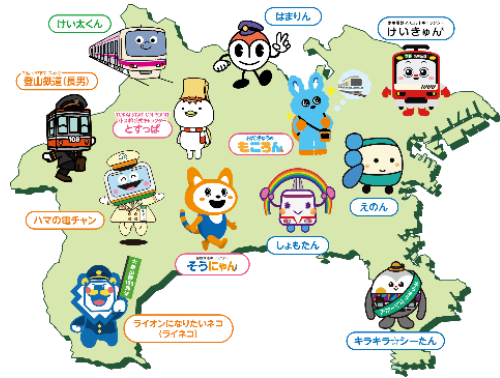 けい太くん
はまりん
けいきゅん
登山鉄道(長男)
108
とすっぱ
もころん
えのん
ハマの電チャン
そうにゃん
しょもたん
ライオンになりたいネコ
(ライネコ)
キラキラ☆シーたん